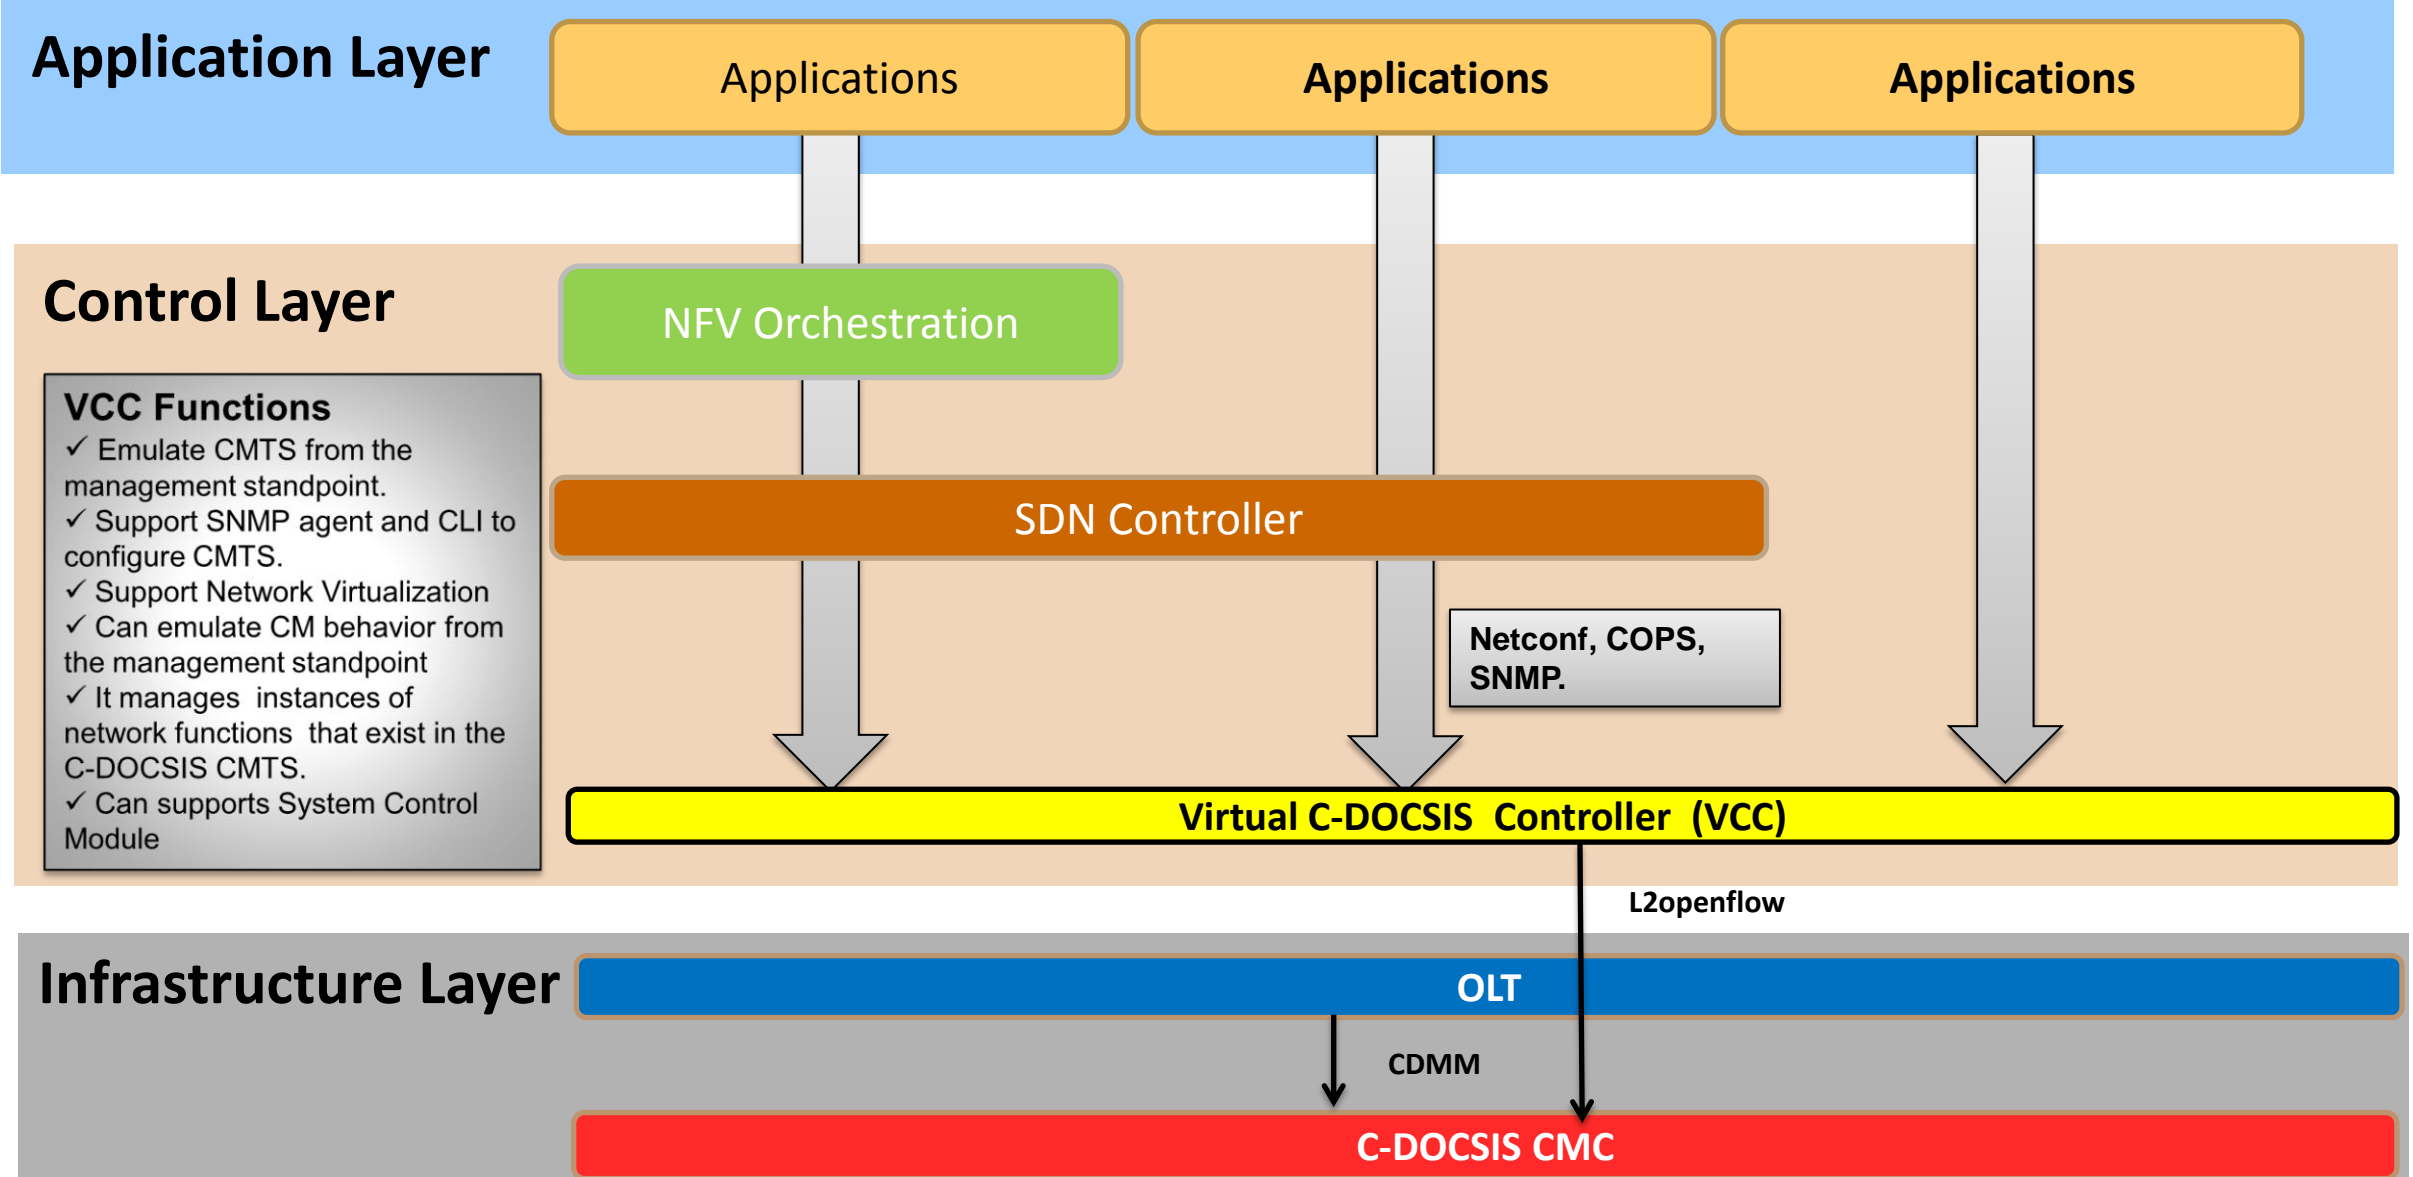 Application Layer
Applications
Applications
Applications
Control Layer
NFV Orchestration
VCC Functions
✓ Emulate CMTS from the
management standpoint.
✓ Support SNMP agent and CLI to
configure CMTS.
✓ Support Network Virtualization
✓ Can emulate CM behavior from
the management standpoint
✓ It manages instances of
network functions that exist in the
C-DOCSIS CMTS.
✓ Can supports System Control
Module
SDN Controller
Netconf, COPS,
SNMP.
Virtual C-DOCSIS Controller (VCC)
L2openflow
Infrastructure Layer
OLT
CDMM
C-DOCSIS CMC